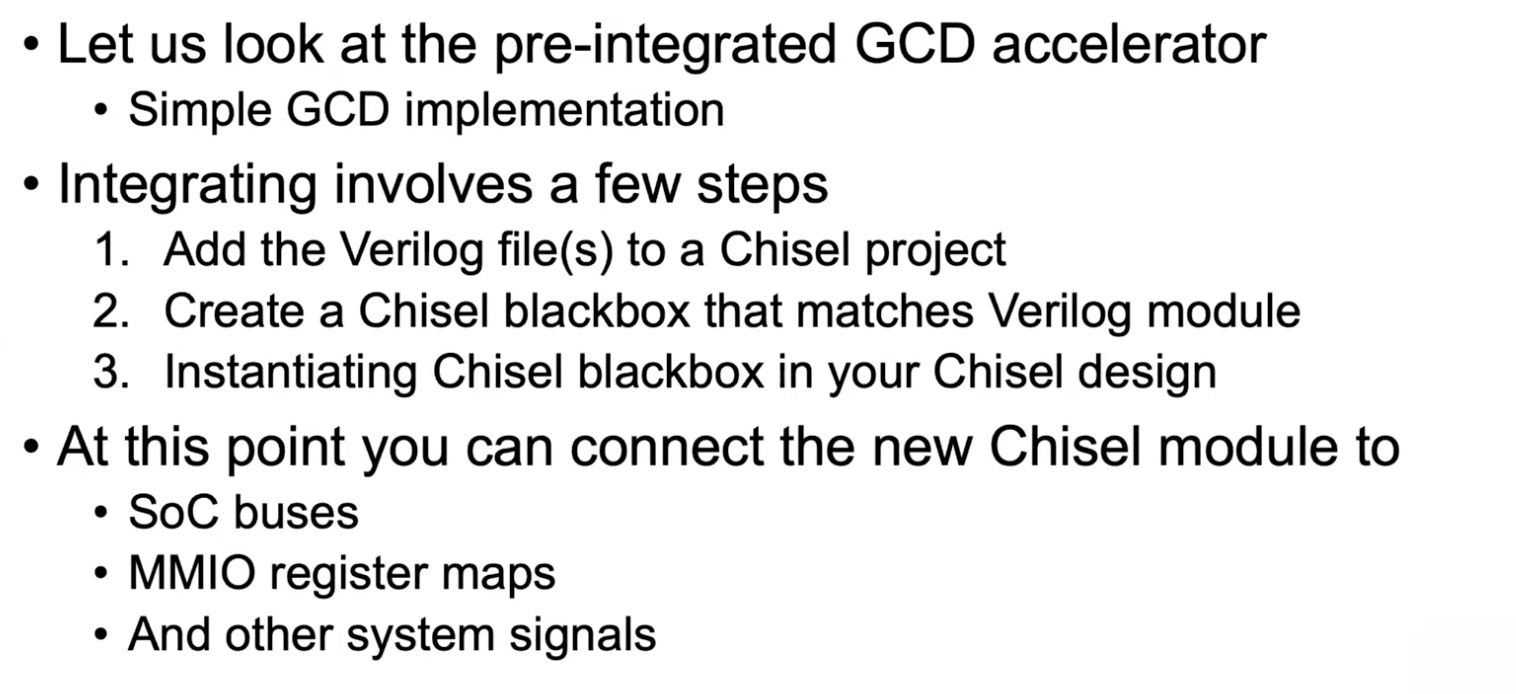 • Let us look at the pre-integrated GCD accelerator
• Simple GCD implementation
• Integrating involves a few steps
1. Add the Verilog file(s) to a Chisel project
2. Create a Chisel blackbox that matches Verilog module
3. Instantiating Chisel blackbox in your Chisel design
• At this point you can connect the new Chisel module to
• SoC buses
• MMIO register maps
• And other system signals